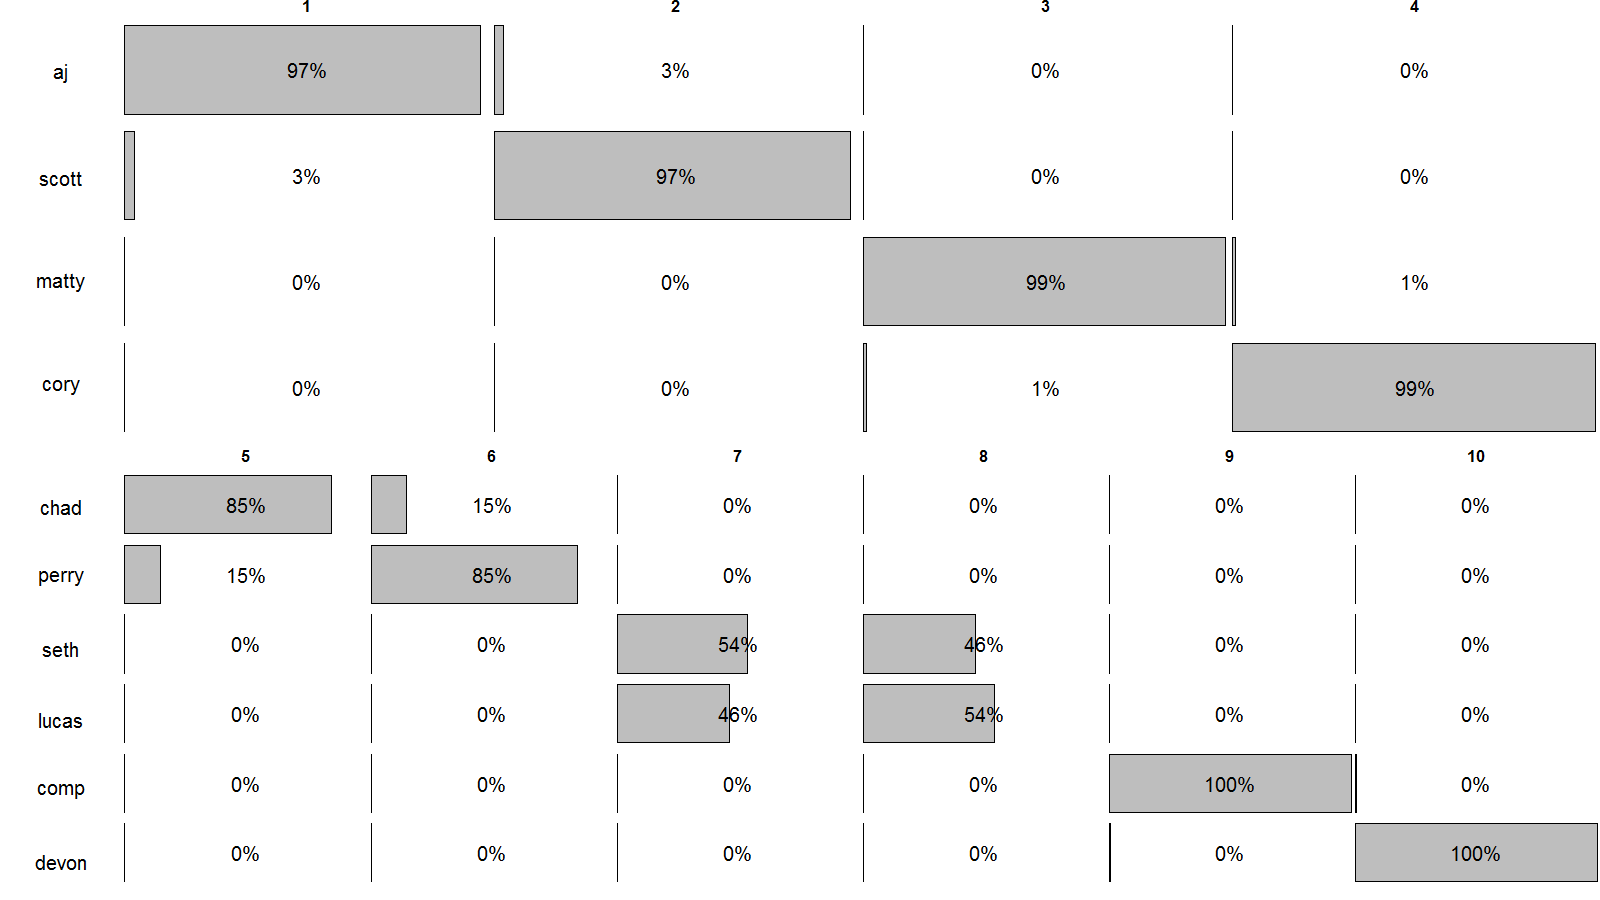 1 2 3 4
aj 97% 3% 0% 0%
scott 3% 97% 0% 0%
matty 0% 0% 99% 1%
cory 0% 0% 1% 99%
5 6 7 8 9 10
chad 85% 15% 0% 0% 0% 0%
perry 15% 85% 0% 0% 0% 0%
seth 0% 0% 54% 46% 0% 0%
lucas 0% 0% 46% 54% 0% 0%
comp 0% 0% 0% 0% 100% 0%
devon 0% 0% 0% 0% 0% 100%